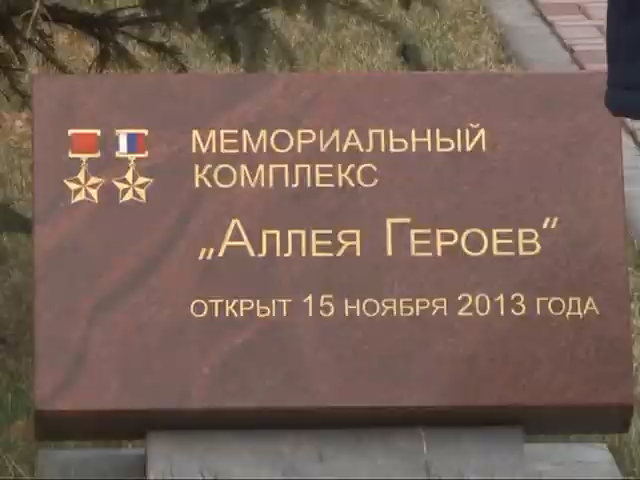 МЕМОРИАЛЬНЫЙ
КОМПЛЕКС
„АЛЛЕЯ ГЕРОЕВ“
ОТКРЫТ 15 НОЯБРЯ 2013 ГОДА